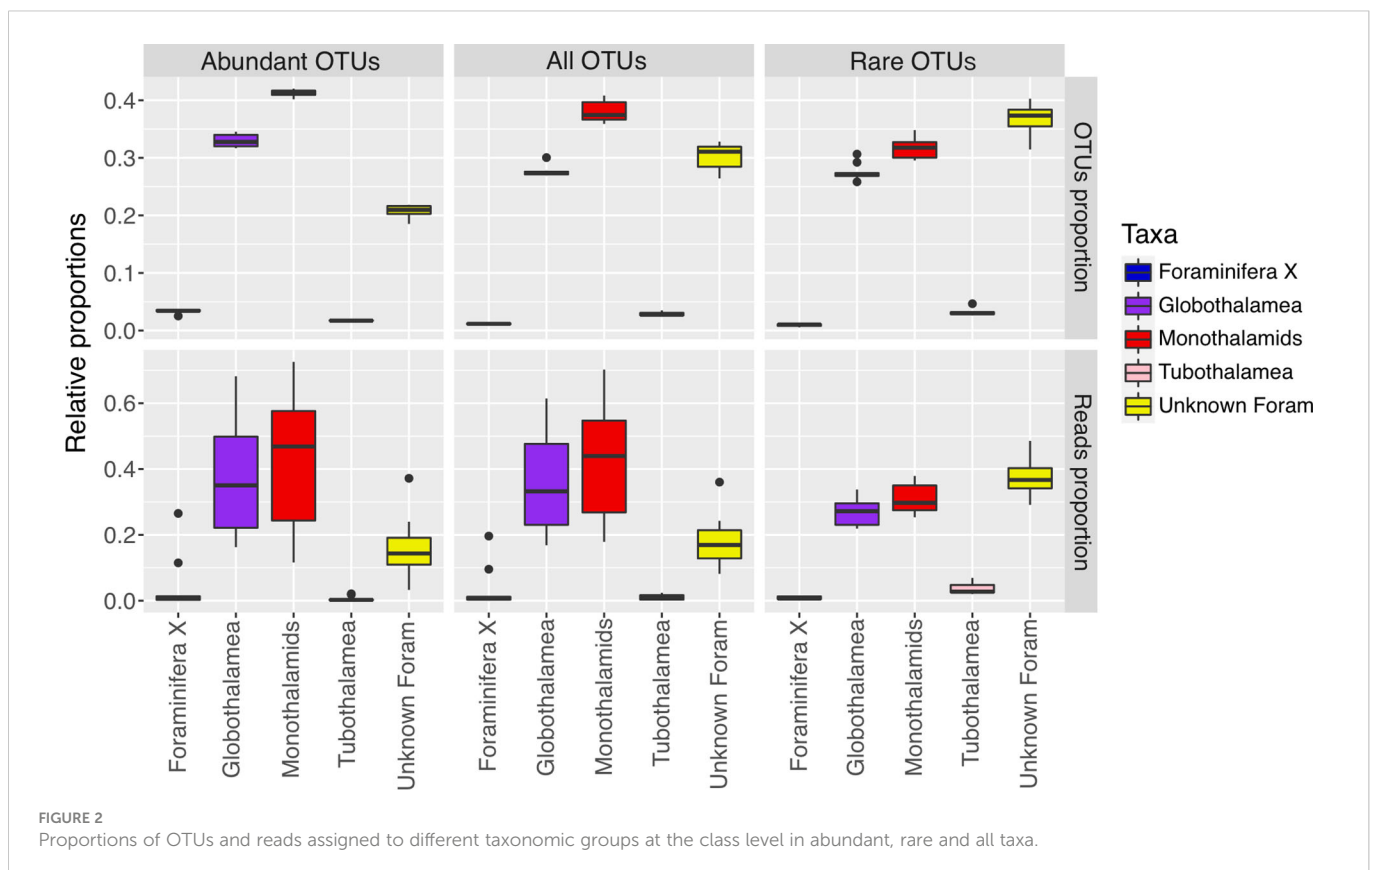 Abundant OTUs
All OTUs
Rare OTUs
Relative proportions
0.4
0.3
0.2
0.1
0.0
OTUs proportion
0.6
0.4
0.2
0.0
Reads proportion
Foraminifera X
Globothalamea
Monothalamids
Tubothalamea
Unknown Foram
Foraminifera X
Globothalamea
Monothalamids
Tubothalamea
Unknown Foram
Foraminifera X
Globothalamea
Monothalamids
Tubothalamea
Unknown Foram
Taxa
Foraminifera X
Globothalamea
Monothalamids
Tubothalamea
Unknown Foram
FIGURE 2
Proportions of OTUs and reads assigned to different taxonomic groups at the class level in abundant, rare and all taxa.